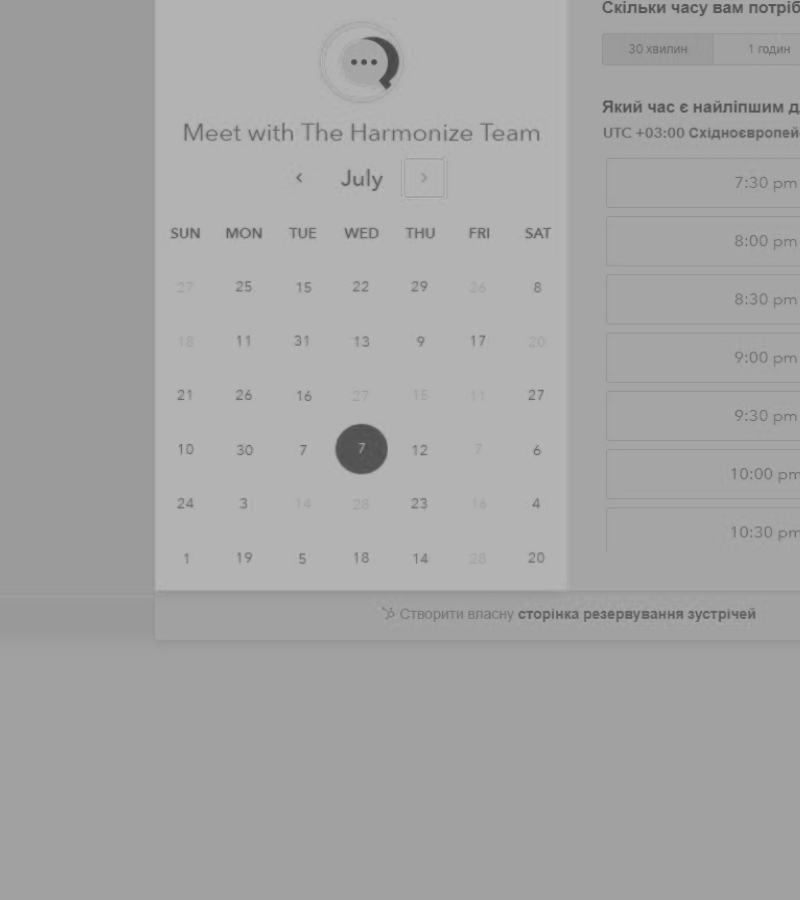 Meet with The Harmonize Team
July
SUN MON TUE WED THU FRI SAT
27 25 15 22 29 26 8
18 11 31 13 9 17 20
21 26 16 27 15 11 27
10 30 7 7 12 7 6
24 3 14 28 23 16 4
1 19 5 18 14 28 20
Скільки часу вам
30 хвилин 1 годин
Який час є найліпшим
UTC +03:00
7:30 pm
8:00 pm
8:30 pm
9:00 pm
9:30 pm
10:00 pm
10:30 pm
Створити власну сторінка резервування зустрічей